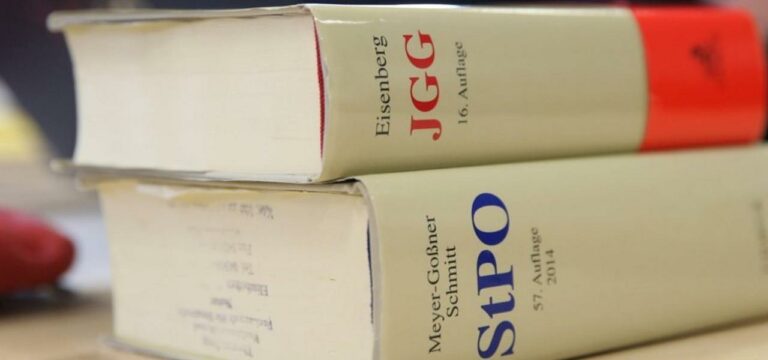 Eisenberg
JGG
16. Auflage
Meyer-Goßner
Schmitt
StPO
57. Auflage
2014